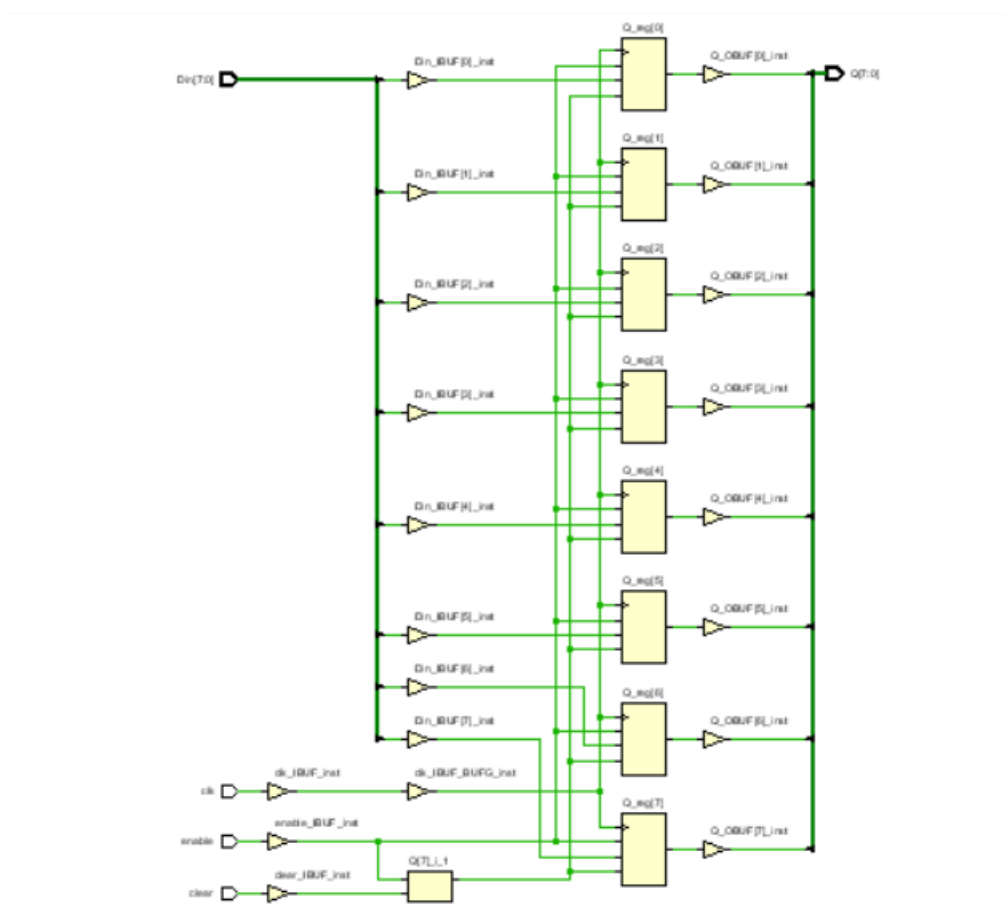 Q_reg[0]
Din_IBUF[0]_inst
Q_OBUF[0]_inst
Din[7:0]
Q[7:0]
Q_reg[1]
Din_IBUF[1]_inst
Q_OBUF[1]_inst
Q_reg[2]
Din_IBUF[2]_inst
Q_OBUF[2]_inst
Q_reg[3]
Din_IBUF[3]_inst
Q_OBUF[3]_inst
Q_reg[4]
Din_IBUF[4]_inst
Q_OBUF[4]_inst
Q_reg[5]
Din_IBUF[5]_inst
Q_OBUF[5]_inst
Din_IBUF[6]_inst
Q_reg[6]
Din_IBUF[7]_inst
Q_OBUF[6]_inst
clk_IBUF_inst
clk_IBUF_BUFG_inst
clk
Q_reg[7]
enable_IBUF_inst
Q_OBUF[7]_inst
enable
Q[7]_i_1
clear_IBUF_inst
clear